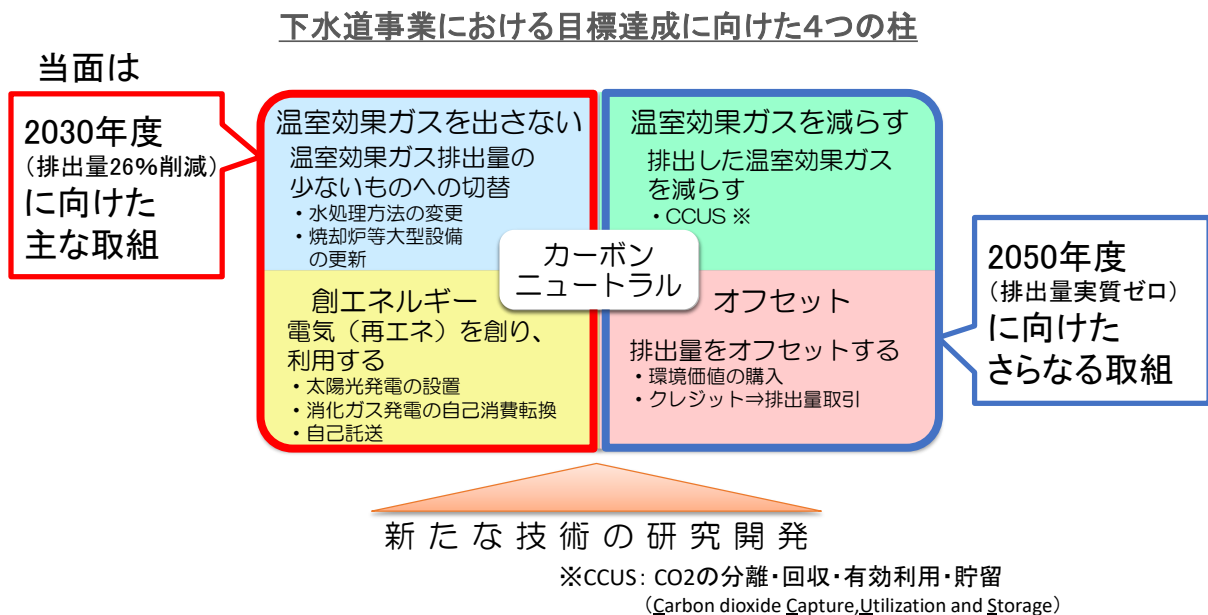 下水道事業における目標達成に向けた4つの柱
当面は
2030年度
(排出量26%削減)
に向けた
主な取組
温室効果ガスを出さない
温室効果ガス排出量の
少ないものへの切替
・水処理方法の変更
・焼却炉等大型設備
の更新
温室効果ガスを減らす
排出した温室効果ガス
を減らす
・CCUS ※
カーボン
ニュートラル
創エネルギー
電気（再エネ）を創り、
利用する
・太陽光発電の設置
・消化ガス発電の自己消費転換
・自己託送
オフセット
排出量をオフセットする
・環境価値の購入
・クレジット⇒排出量取引
2050年度
(排出量実質ゼロ)
に向けた
さらなる取組
新たな技術の研究開発
※CCUS：CO2の分離・回収・有効利用・貯留
（Carbon dioxide Capture,Utilization and Storage）